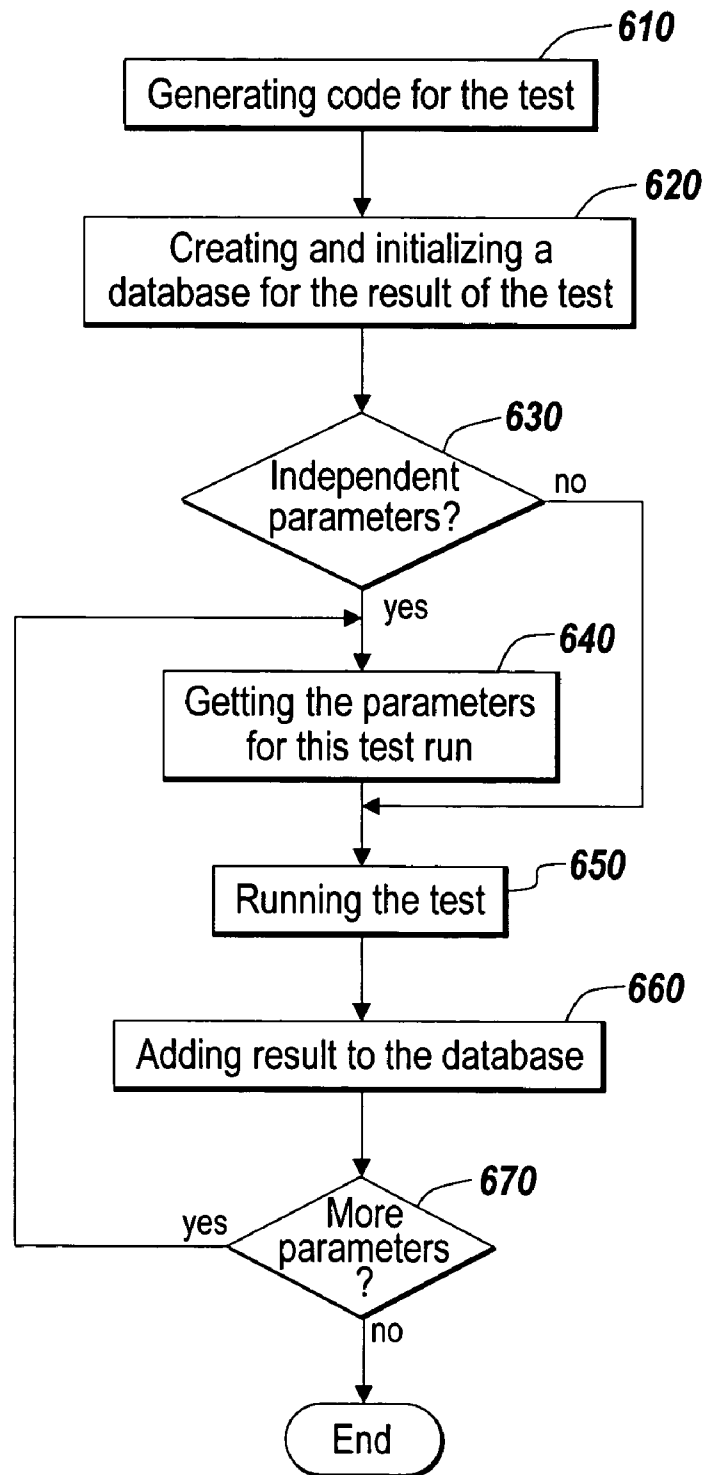 610
Generating code for the test
620
Creating and initializing a
database for the result of the test
630
Independent
parameters?
no
yes
640
Getting the parameters
for this test run
650
Running the test
660
Adding result to the database
670
More
parameters
?
yes
no
End